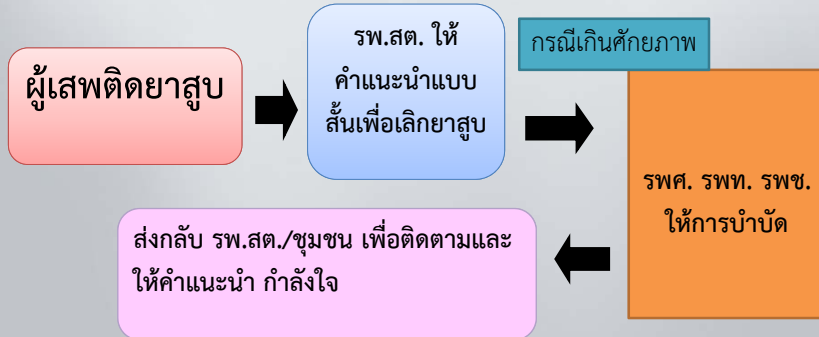 ผู้เสพติดยาสูบ
รพ.สต. ให้
คำแนะนำแบบ
สั้นเพื่อเลิกยาสูบ
กรณีเกินศักยภาพ
รพศ. รพท. รพช.
ให้การบำบัด
ส่งกลับ รพ.สต./ชุมชน เพื่อติดตามและ
ให้คำแนะนำ กำลังใจ